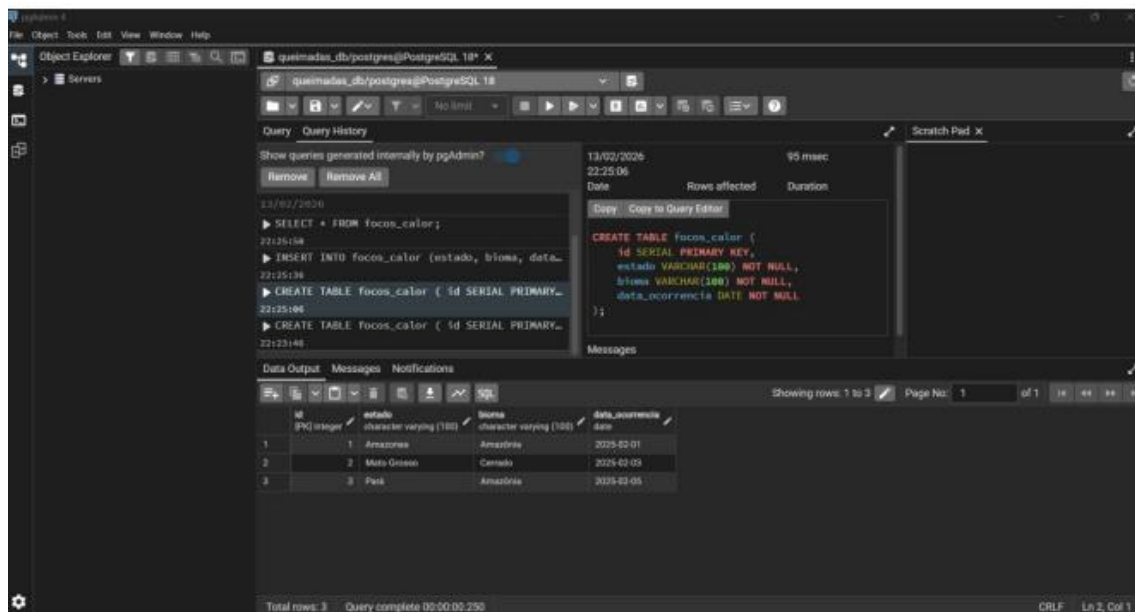 pgAdmin 4
File Object Tools Edit View Window Help
Object Explorer
Servers
queimadas_db/postgres@PostgreSQL 18* X
queimadas_db/postgres@PostgreSQL 18
No limit
Query Query History
Scratch Pad X
Show queries generated internally by pgAdmin?
Remove Remove All
13/02/2026
SELECT * FROM focos_calor;
22:25:50
INSERT INTO focos_calor (estado, bioma, data…
22:25:36
CREATE TABLE focos_calor ( id SERIAL PRIMARY…
22:25:06
CREATE TABLE focos_calor ( id SERIAL PRIMARY…
22:23:46
13/02/2026 95 msec
22:25:06
Date Rows affected Duration
Copy Copy to Query Editor
CREATE TABLE focos_calor (
id SERIAL PRIMARY KEY,
estado VARCHAR(100) NOT NULL,
bioma VARCHAR(100) NOT NULL,
data_ocorrencia DATE NOT NULL
);
Messages
Data Output Messages Notifications
SQL
Showing rows: 1 to 3 Page No: 1 of 1
id estado bioma data_ocorrencia
[PK] integer character varying (100) character varying (100) date
1 1 Amazonas Amazônia 2025-02-01
2 2 Mato Grosso Cerrado 2025-02-03
3 3 Pará Amazônia 2025-02-05
Total rows: 3 Query complete 00:00:00.250 CRLF Ln 2, Col 1